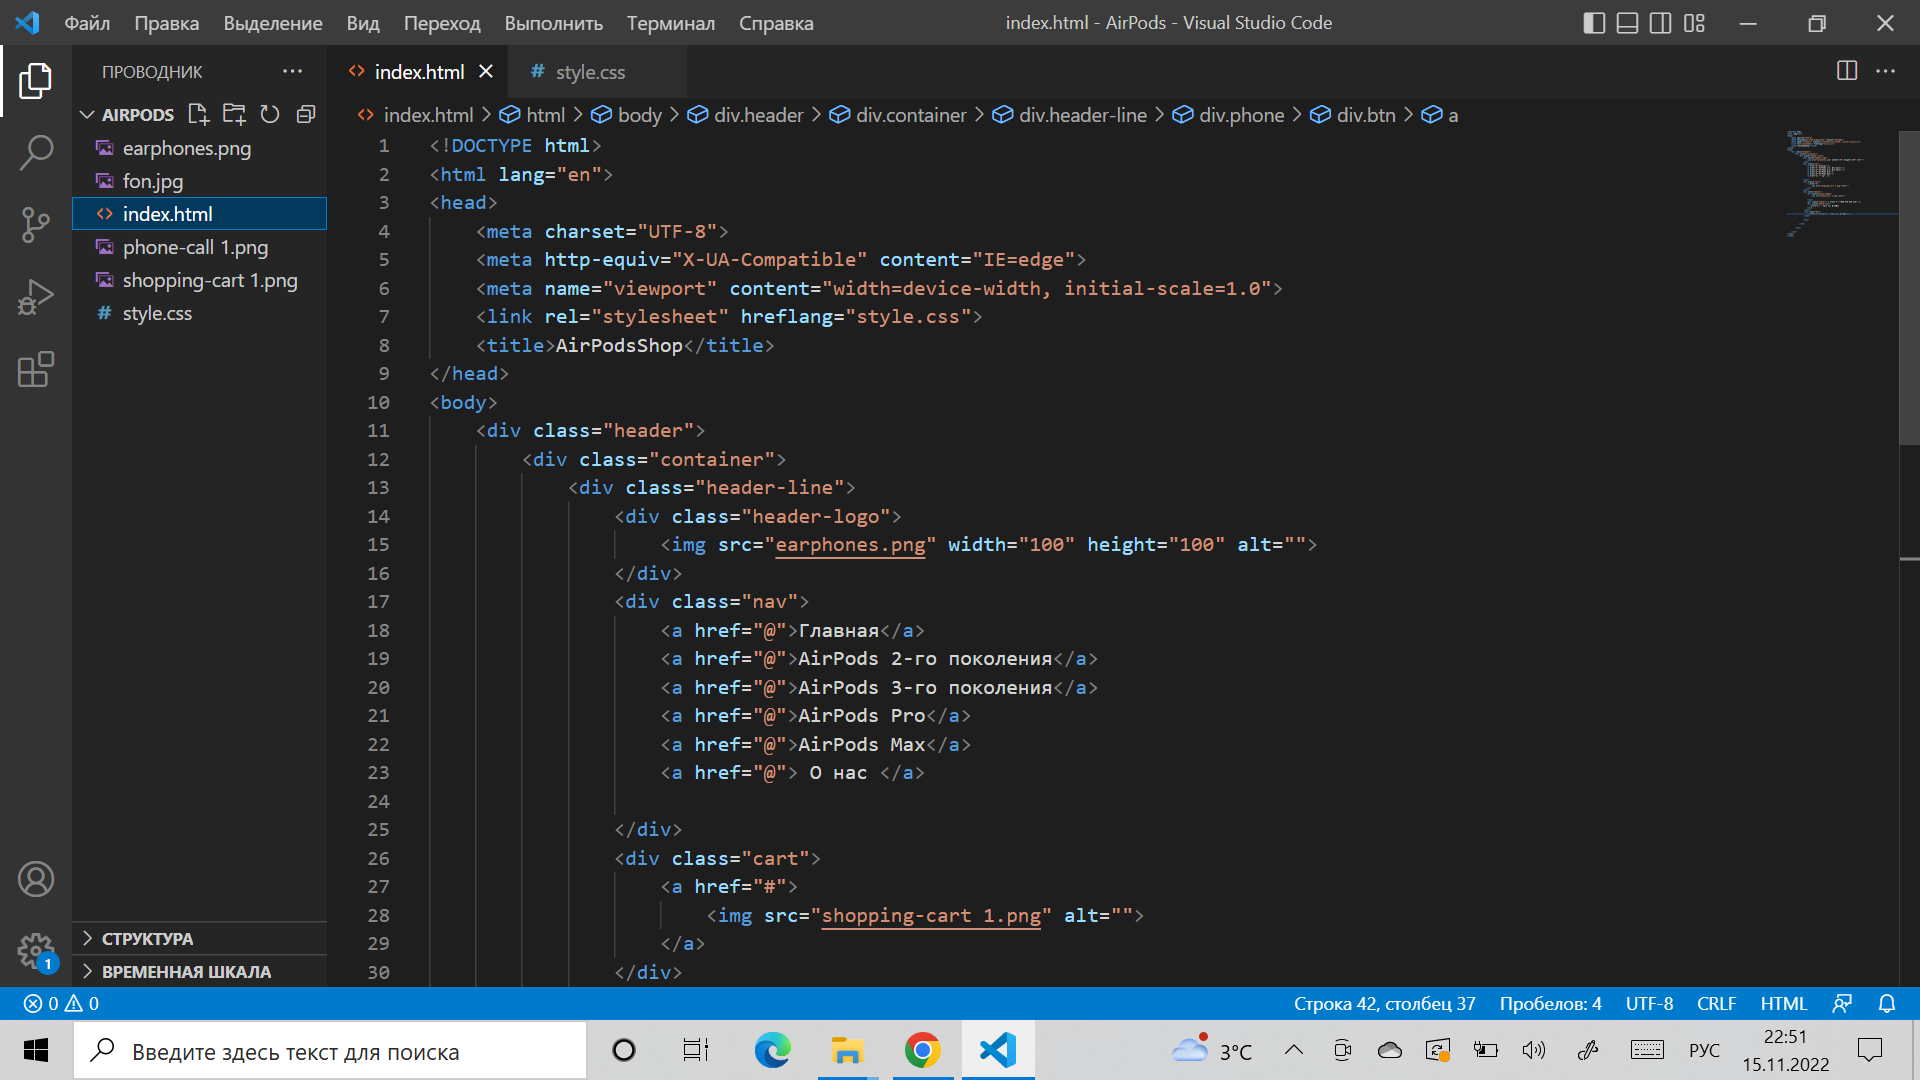 Файл Правка Выделение Вид Переход Выполнить Терминал Справка index.html - AirPods - Visual Studio Code
ПРОВОДНИК
AIRPODS
earphones.png
fon.jpg
index.html
phone-call 1.png
shopping-cart 1.png
style.css
СТРУКТУРА
ВРЕМЕННАЯ ШКАЛА
1
index.html style.css
index.html html body div.header div.container div.header-line div.phone div.btn a
1 <!DOCTYPE html>
2 <html lang="en">
3 <head>
4 <meta charset="UTF-8">
5 <meta http-equiv="X-UA-Compatible" content="IE=edge">
6 <meta name="viewport" content="width=device-width, initial-scale=1.0">
7 <link rel="stylesheet" hreflang="style.css">
8 <title>AirPodsShop</title>
9 </head>
10 <body>
11 <div class="header">
12 <div class="container">
13 <div class="header-line">
14 <div class="header-logo">
15 <img src="earphones.png" width="100" height="100" alt="">
16 </div>
17 <div class="nav">
18 <a href="@">Главная</a>
19 <a href="@">AirPods 2-го поколения</a>
20 <a href="@">AirPods 3-го поколения</a>
21 <a href="@">AirPods Pro</a>
22 <a href="@">AirPods Max</a>
23 <a href="@"> О нас </a>
24
25 </div>
26 <div class="cart">
27 <a href="#">
28 <img src="shopping-cart 1.png" alt="">
29 </a>
30 </div>
0 0 Строка 42, столбец 37 Пробелов: 4 UTF-8 CRLF HTML
Введите здесь текст для поиска 3°C РУС 22:51
15.11.2022